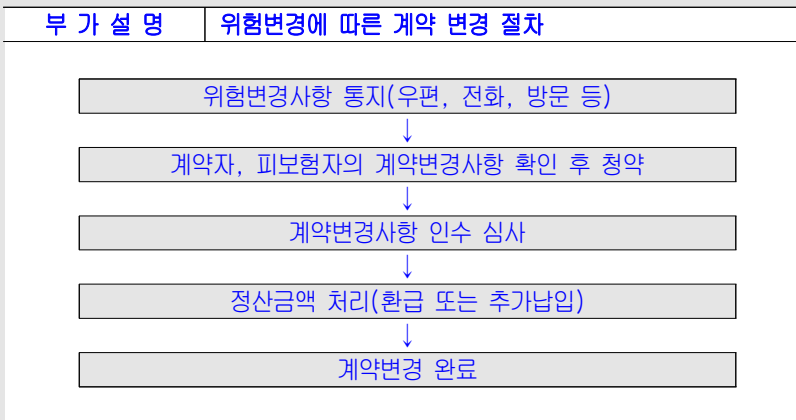 부 가 설 명 위험변경에 따른 계약 변경 절차
위험변경사항 통지(우편, 전화, 방문 등)
↓
계약자, 피보험자의 계약변경사항 확인 후 청약
↓
계약변경사항 인수 심사
↓
정산금액 처리(환급 또는 추가납입)
↓
계약변경 완료